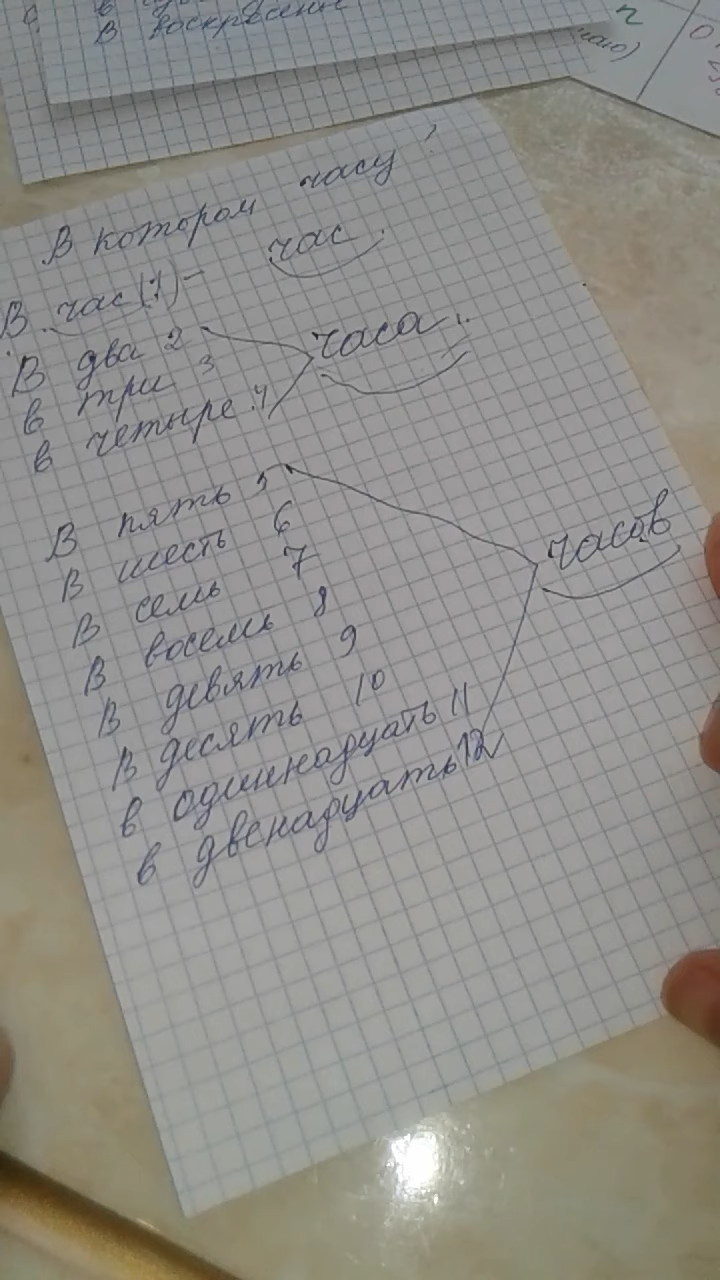 в воскресенье
В котором часу?
В час (1) - час.
В два 2
в три 3 часа.
в четыре 4
В пять 5
В шесть 6 часов
В семь 7
В восемь 8
В девять 9
В десять 10
в одиннадцать 11
в двенадцать 12